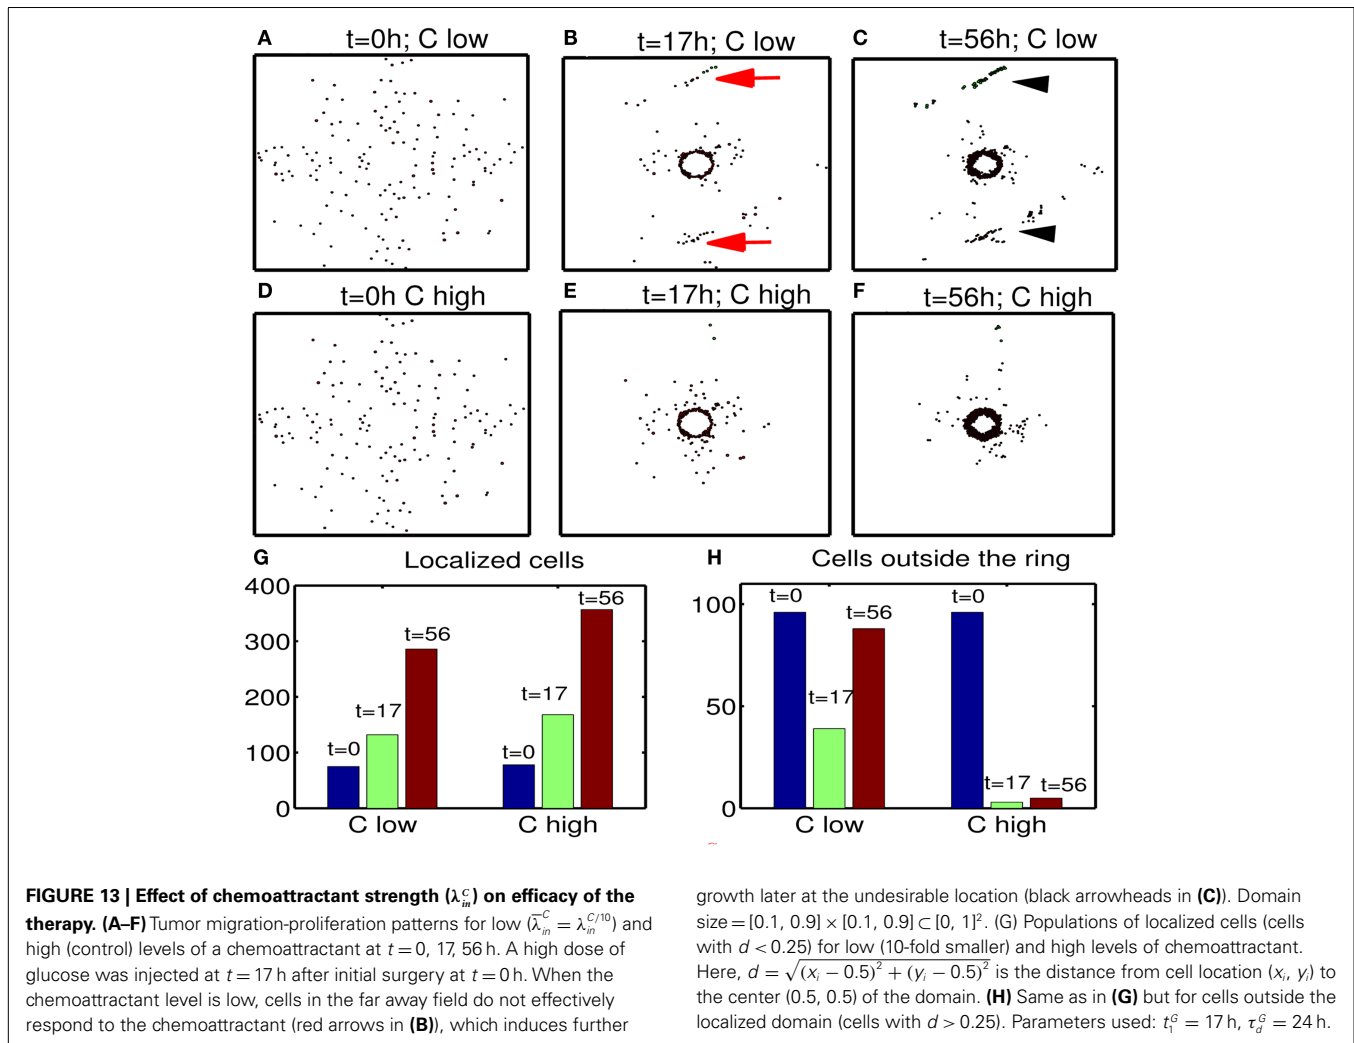 A t=0h; C low
B t=17h; C low
C t=56h; C low
D t=0h C high
E t=17h; C high
F t=56h; C high
G Localized cells
400
300
200
100
0
t=0
t=17
t=56
t=0
t=17
t=56
C low
C high
H Cells outside the ring
100
50
0
t=0
t=17
t=56
t=0
t=17
t=56
C low
C high
FIGURE 13 | Effect of chemoattractant strength (λ_in^C) on efficacy of the
therapy. (A–F) Tumor migration-proliferation patterns for low (λ̅_in^C = λ_in^{C/10}) and
high (control) levels of a chemoattractant at t = 0, 17, 56 h. A high dose of
glucose was injected at t = 17 h after initial surgery at t = 0 h. When the
chemoattractant level is low, cells in the far away field do not effectively
respond to the chemoattractant (red arrows in (B)), which induces further
growth later at the undesirable location (black arrowheads in (C)). Domain
size = [0.1, 0.9] × [0.1, 0.9] ⊂ [0, 1]². (G) Populations of localized cells (cells
with d < 0.25) for low (10-fold smaller) and high levels of chemoattractant.
Here, d = √((x_i − 0.5)² + (y_i − 0.5)²) is the distance from cell location (x_i, y_i) to
the center (0.5, 0.5) of the domain. (H) Same as in (G) but for cells outside the
localized domain (cells with d > 0.25). Parameters used: t_1^G = 17 h, τ_d^G = 24 h.